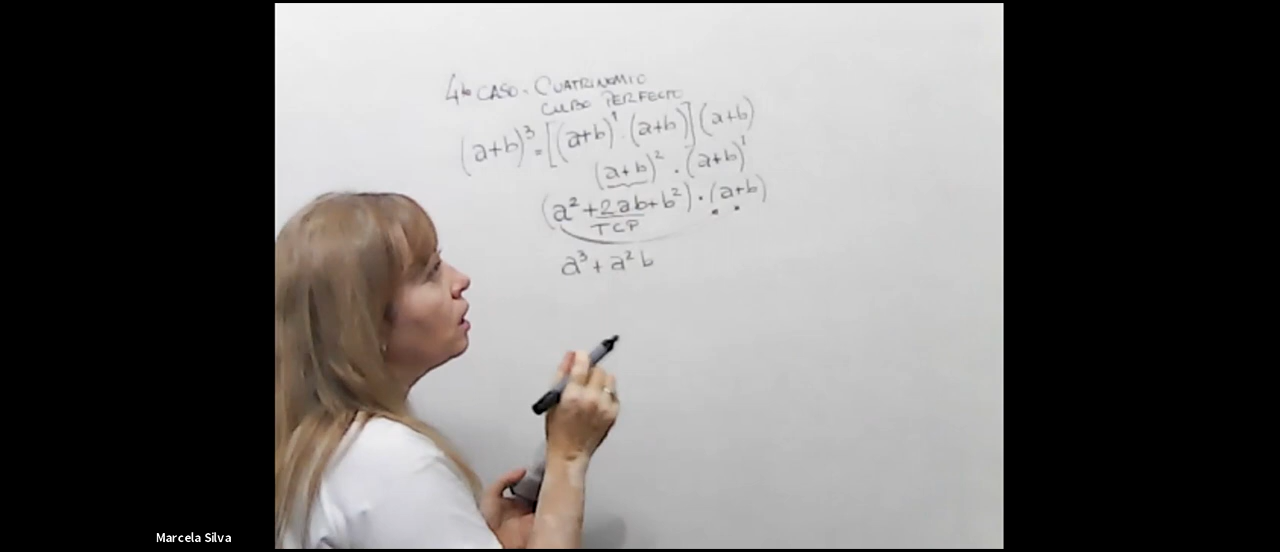 4to CASO. CUATRINOMIO
CUBO PERFECTO
(a+b)³ = [(a+b)¹ . (a+b)] (a+b)
(a+b)² . (a+b)¹
(a² + 2ab + b²) . (a+b)
TCP
a³ + a²b
Marcela Silva